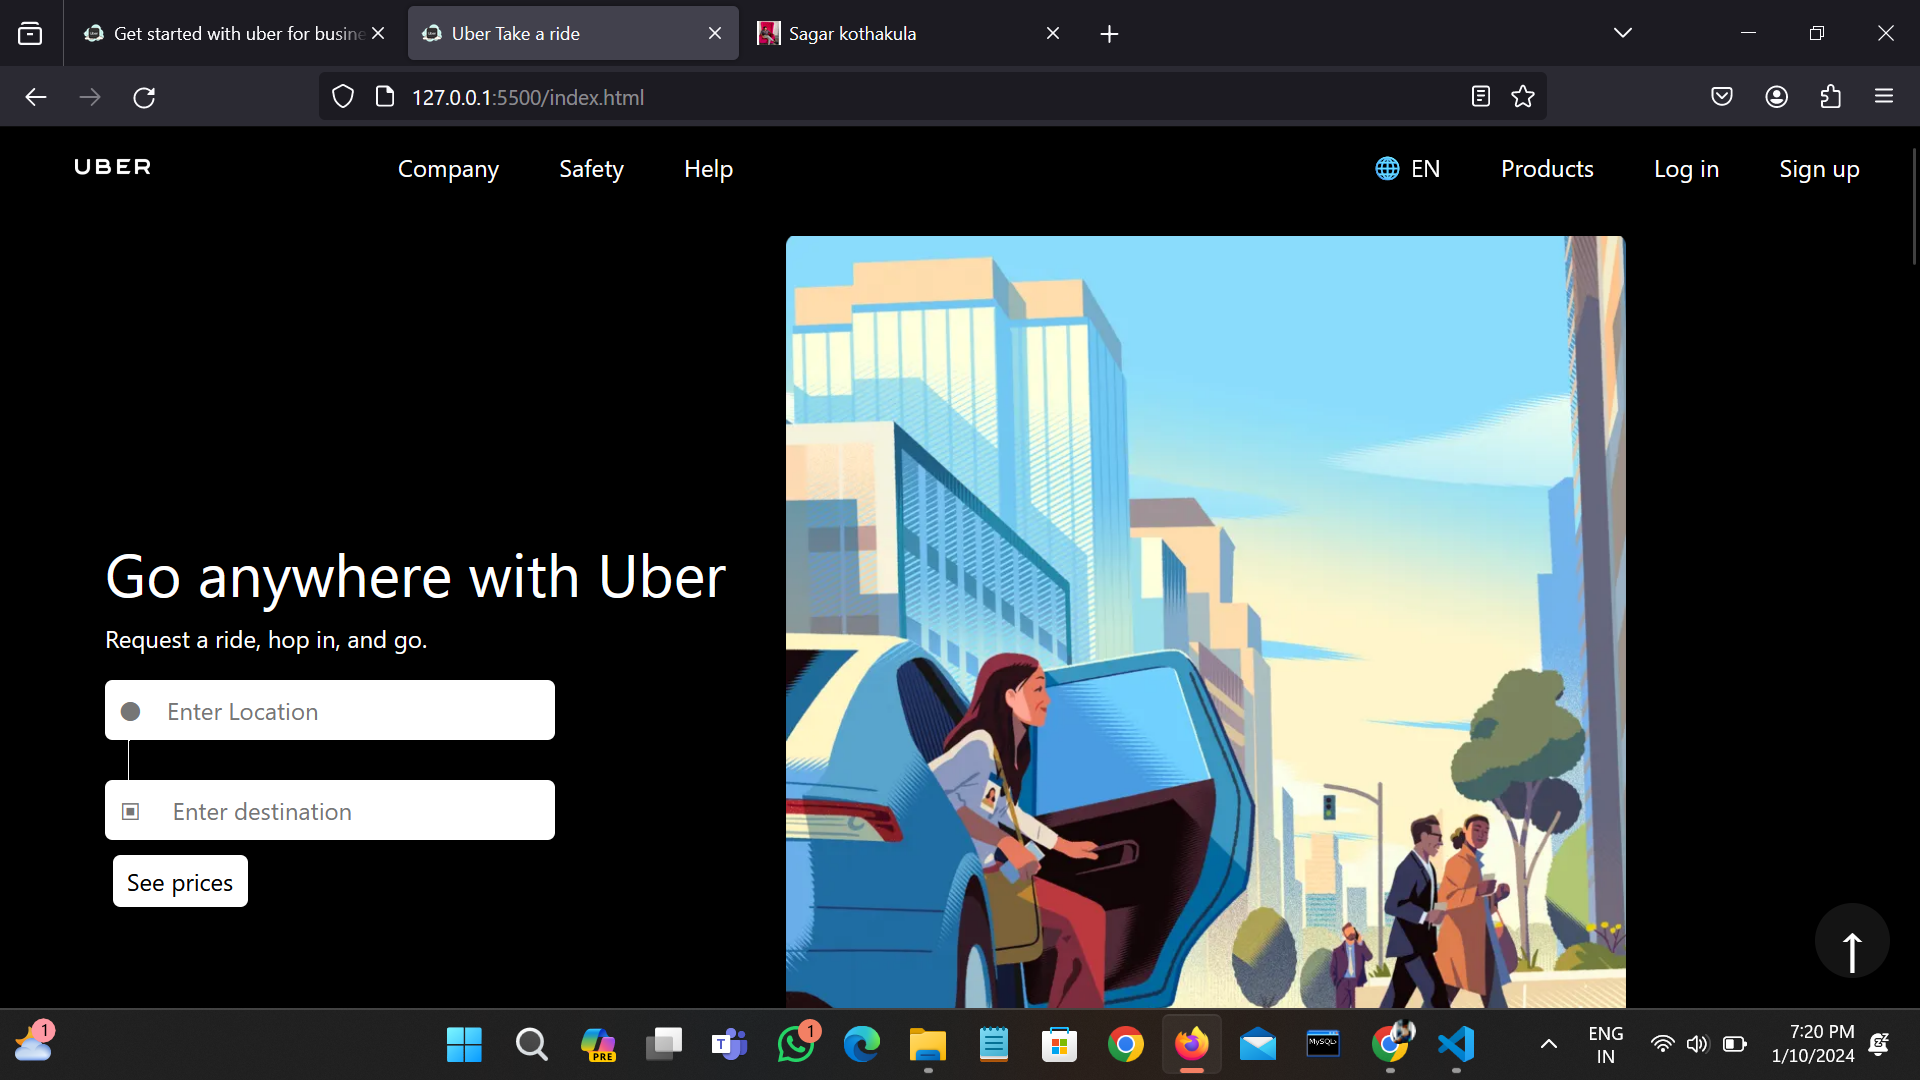 Get started with uber for busine
Uber Take a ride
Sagar kothakula
127.0.0.1:5500/index.html
UBER
Company
Safety
Help
EN
Products
Log in
Sign up
Go anywhere with Uber
Request a ride, hop in, and go.
Enter Location
Enter destination
See prices
1
PRE
T
1
MySQL
ENG
IN
7:20 PM
1/10/2024